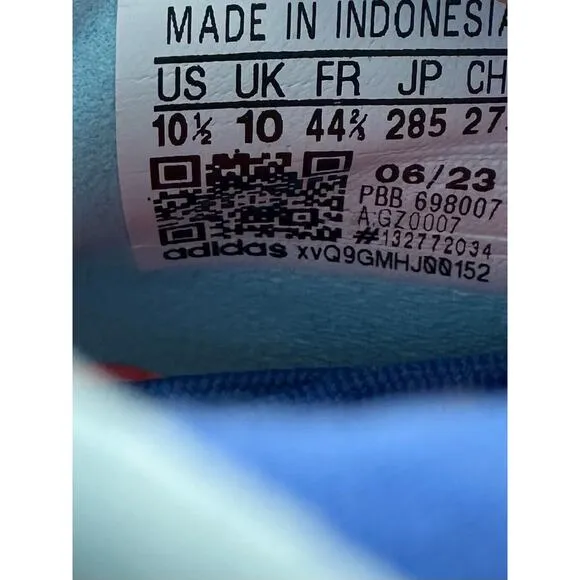 MADE IN INDONESIA
US UK FR JP CH
10½ 10 44⅔ 285 275
06/23
PBB 698007
A:GZ0007
#132772034
adidas xvQ9GMHJ00152